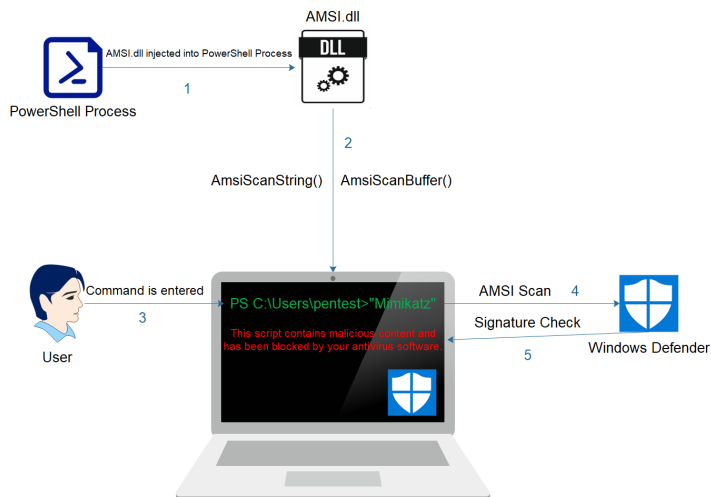 AMSI.dll
DLL
AMSI.dll injected into PowerShell Process
1
PowerShell Process
2
AmsiScanString()
AmsiScanBuffer()
Command is entered
3
User
PS C:\Users\pentest>"Mimikatz"
This script contains malicious content and
has been blocked by your antivirus software.
AMSI Scan
4
Signature Check
5
Windows Defender